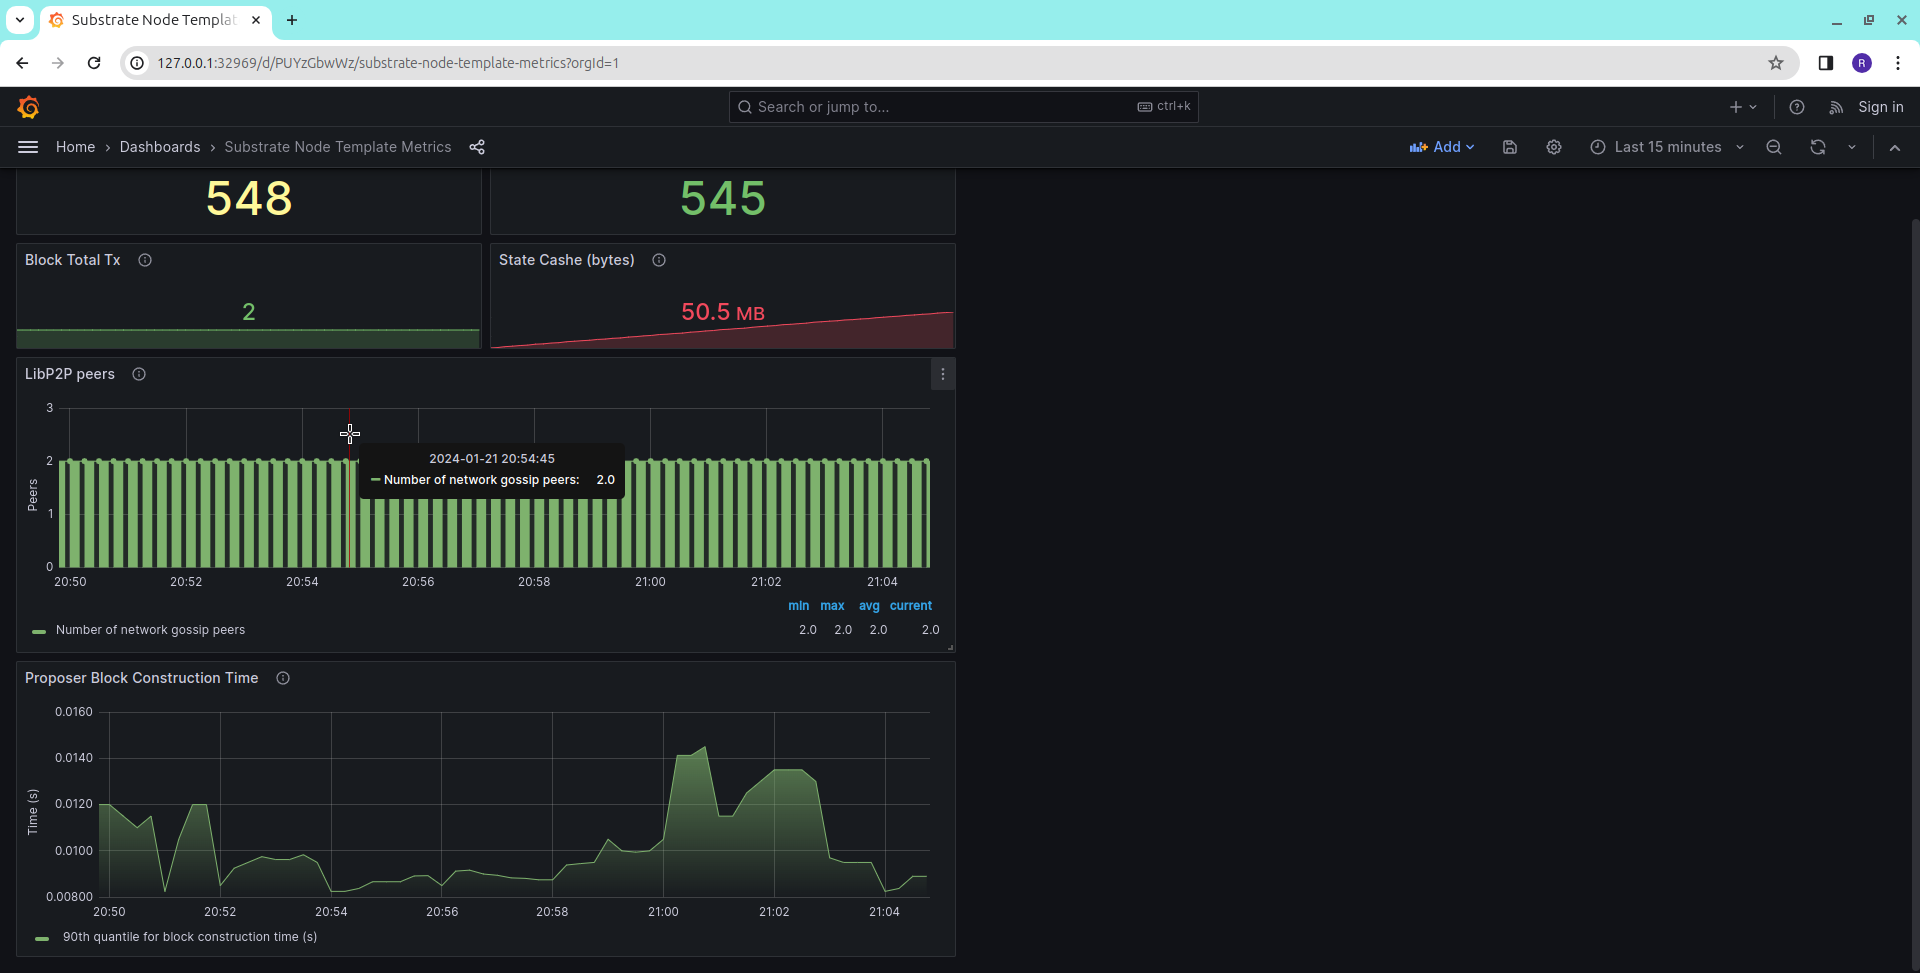 Substrate Node Templat
127.0.0.1:32969/d/PUYzGbwWz/substrate-node-template-metrics?orgId=1
R
Search or jump to...
ctrl+k
Sign in
Home › Dashboards › Substrate Node Template Metrics
Add
Last 15 minutes
548
545
Block Total Tx
2
State Cashe (bytes)
50.5 MB
LibP2P peers
3
2
1
0
Peers
2024-01-21 20:54:45
Number of network gossip peers: 2.0
20:50 20:52 20:54 20:56 20:58 21:00 21:02 21:04
min max avg current
Number of network gossip peers 2.0 2.0 2.0 2.0
Proposer Block Construction Time
0.0160
0.0140
0.0120
0.0100
0.00800
Time (s)
20:50 20:52 20:54 20:56 20:58 21:00 21:02 21:04
90th quantile for block construction time (s)